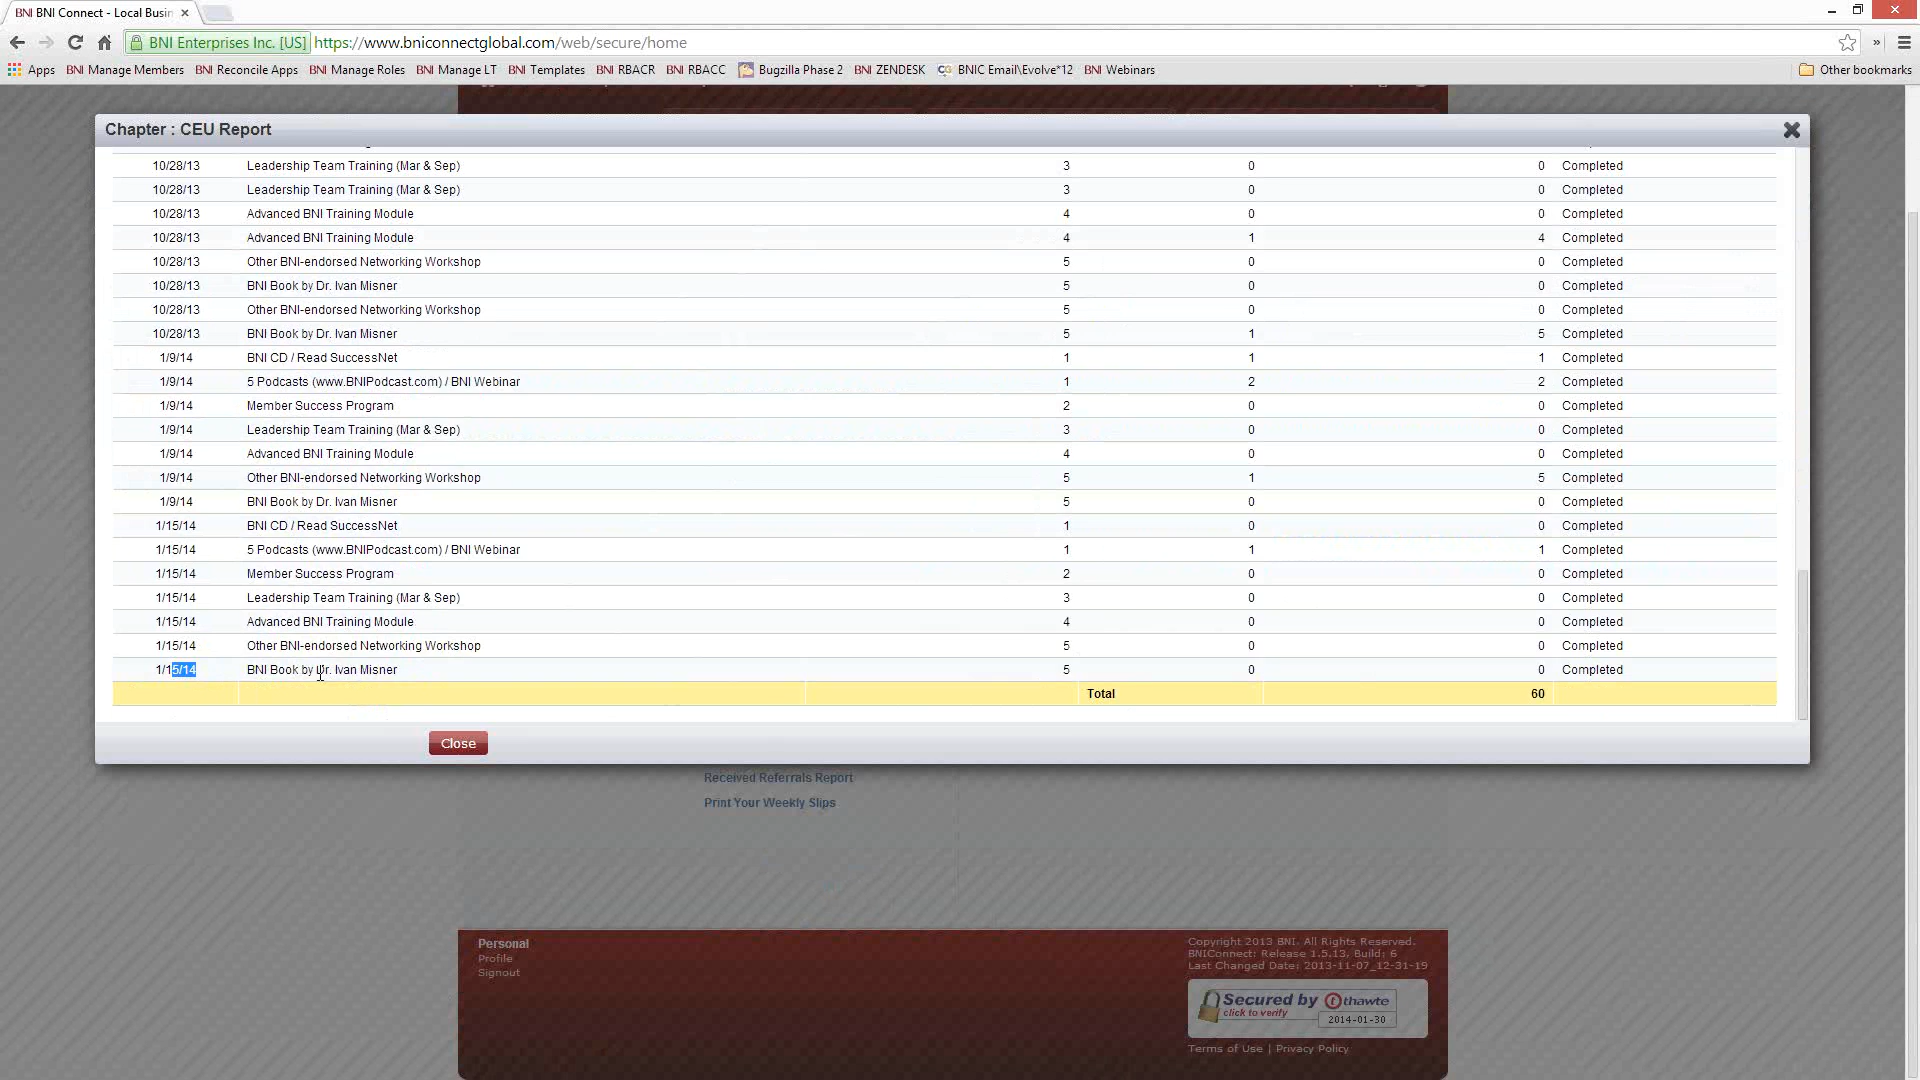 BNI BNI Connect - Local Busin
BNI Enterprises Inc. [US] https://www.bniconnectglobal.com/web/secure/home
Apps BNI Manage Members BNI Reconcile Apps BNI Manage Roles BNI Manage LT BNI Templates BNI RBACR BNI RBACC Bugzilla Phase 2 BNI ZENDESK CG BNIC Email\Evolve*12 BNI Webinars Other bookmarks
Chapter : CEU Report
10/28/13 Leadership Team Training (Mar & Sep) 3 0 0 Completed
10/28/13 Leadership Team Training (Mar & Sep) 3 0 0 Completed
10/28/13 Advanced BNI Training Module 4 0 0 Completed
10/28/13 Advanced BNI Training Module 4 1 4 Completed
10/28/13 Other BNI-endorsed Networking Workshop 5 0 0 Completed
10/28/13 BNI Book by Dr. Ivan Misner 5 0 0 Completed
10/28/13 Other BNI-endorsed Networking Workshop 5 0 0 Completed
10/28/13 BNI Book by Dr. Ivan Misner 5 1 5 Completed
1/9/14 BNI CD / Read SuccessNet 1 1 1 Completed
1/9/14 5 Podcasts (www.BNIPodcast.com) / BNI Webinar 1 2 2 Completed
1/9/14 Member Success Program 2 0 0 Completed
1/9/14 Leadership Team Training (Mar & Sep) 3 0 0 Completed
1/9/14 Advanced BNI Training Module 4 0 0 Completed
1/9/14 Other BNI-endorsed Networking Workshop 5 1 5 Completed
1/9/14 BNI Book by Dr. Ivan Misner 5 0 0 Completed
1/15/14 BNI CD / Read SuccessNet 1 0 0 Completed
1/15/14 5 Podcasts (www.BNIPodcast.com) / BNI Webinar 1 1 1 Completed
1/15/14 Member Success Program 2 0 0 Completed
1/15/14 Leadership Team Training (Mar & Sep) 3 0 0 Completed
1/15/14 Advanced BNI Training Module 4 0 0 Completed
1/15/14 Other BNI-endorsed Networking Workshop 5 0 0 Completed
1/15/14 BNI Book by Dr. Ivan Misner 5 0 0 Completed
Total 60
Close
Received Referrals Report
Print Your Weekly Slips
Personal
Profile
Signout
Copyright 2013 BNI. All Rights Reserved.
BNIConnect: Release 1.5.13, Build: 6
Last Changed Date: 2013-11-07_12-31-19
Secured by thawte
click to verify
2014-01-30
Terms of Use | Privacy Policy